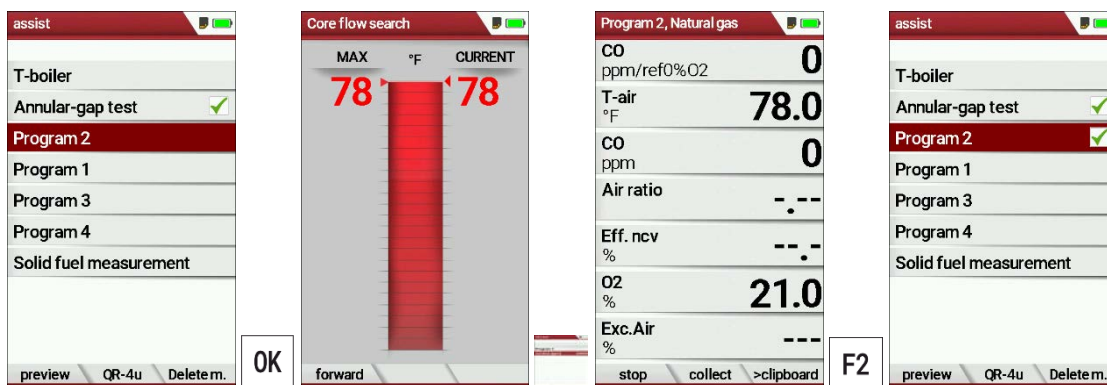 assist
T-boiler
Annular-gap test
Program 2
Program 1
Program 3
Program 4
Solid fuel measurement
preview QR-4u Delete m.
OK
Core flow search
MAX °F CURRENT
78 78
forward
Program 2, Natural gas
CO 0
ppm/ref0%O2
T-air 78.0
°F
CO 0
ppm
Air ratio -.--
Eff. ncv --.-
%
O2 21.0
%
Exc.Air ---
%
stop collect >clipboard
F2
assist
T-boiler
Annular-gap test
Program 2
Program 1
Program 3
Program 4
Solid fuel measurement
preview QR-4u Delete m.